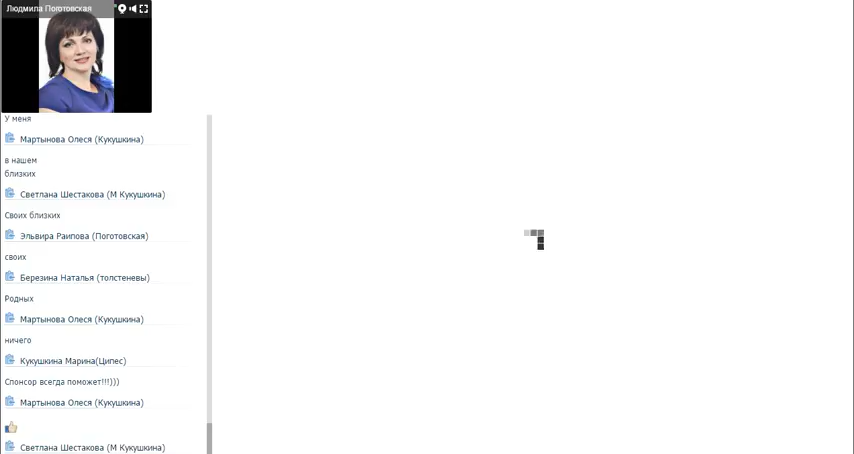 Людмила Поготовская
У меня
Мартынова Олеся (Кукушкина)
в нашем
близких
Светлана Шестакова (М Кукушкина)
Своих близких
Эльвира Раипова (Поготовская)
своих
Березина Наталья (толстеневы)
Родных
Мартынова Олеся (Кукушкина)
ничего
Кукушкина Марина(Ципес)
Спонсор всегда поможет!!!)))
Мартынова Олеся (Кукушкина)
Светлана Шестакова (М Кукушкина)